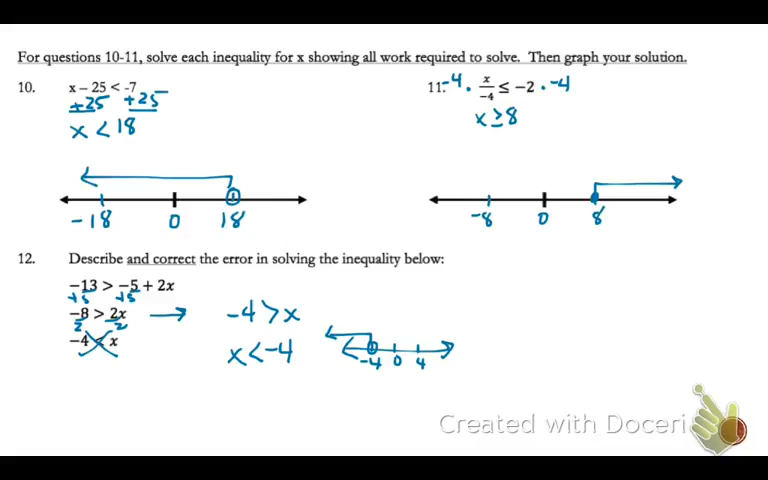 For questions 10-11, solve each inequality for x showing all work required to solve. Then graph your solution.
10. x – 25 < -7
+25 +25
x < 18
-18 0 18
11. -4 · x/-4 ≤ -2 · -4
x ≥ 8
-8 0 8
12. Describe and correct the error in solving the inequality below:
-13 > -5 + 2x
+5 +5
-8 > 2x → -4 > x
2 2
-4 < x x < -4
-4 0 4
Created with Doceri